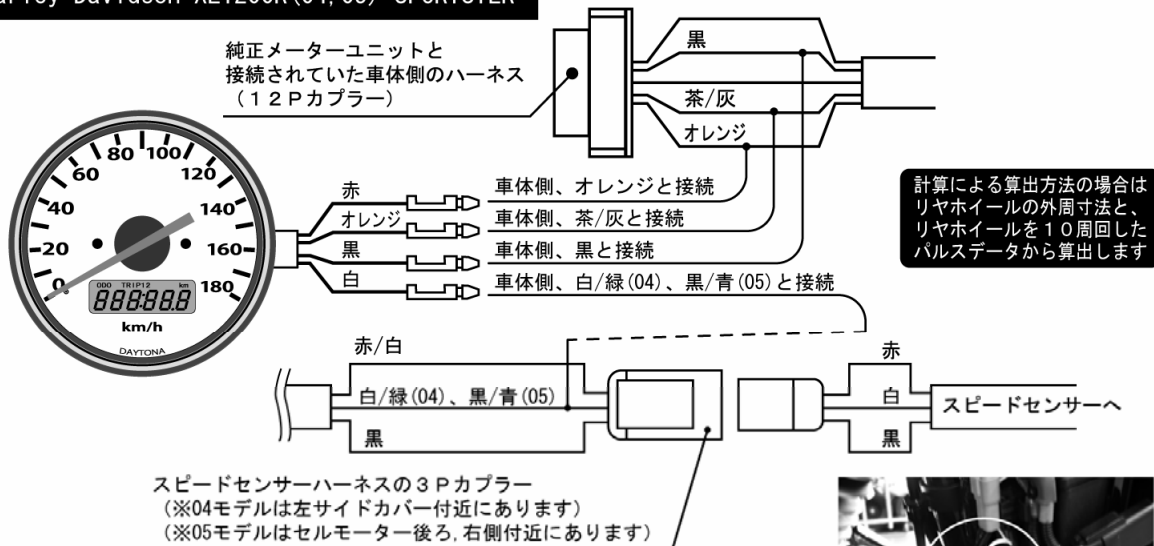 純正メーターユニットと
接続されていた車体側のハーネス
（１２Ｐカプラー）
黒
茶/灰
オレンジ
赤
オレンジ
黒
白
車体側、オレンジと接続
車体側、茶/灰と接続
車体側、黒と接続
車体側、白/緑(04)、黒/青(05)と接続
計算による算出方法の場合は
リヤホイールの外周寸法と、
リヤホイールを１０周回した
パルスデータから算出します
0
20
40
60
80
100
120
140
160
180
ODO TRIP12 km
888:88.8
km/h
DAYTONA
赤/白
白/緑(04)、黒/青(05)
黒
赤
白
黒
スピードセンサーへ
スピードセンサーハーネスの３Ｐカプラー
（※04モデルは左サイドカバー付近にあります）
（※05モデルはセルモーター後ろ,右側付近にあります）